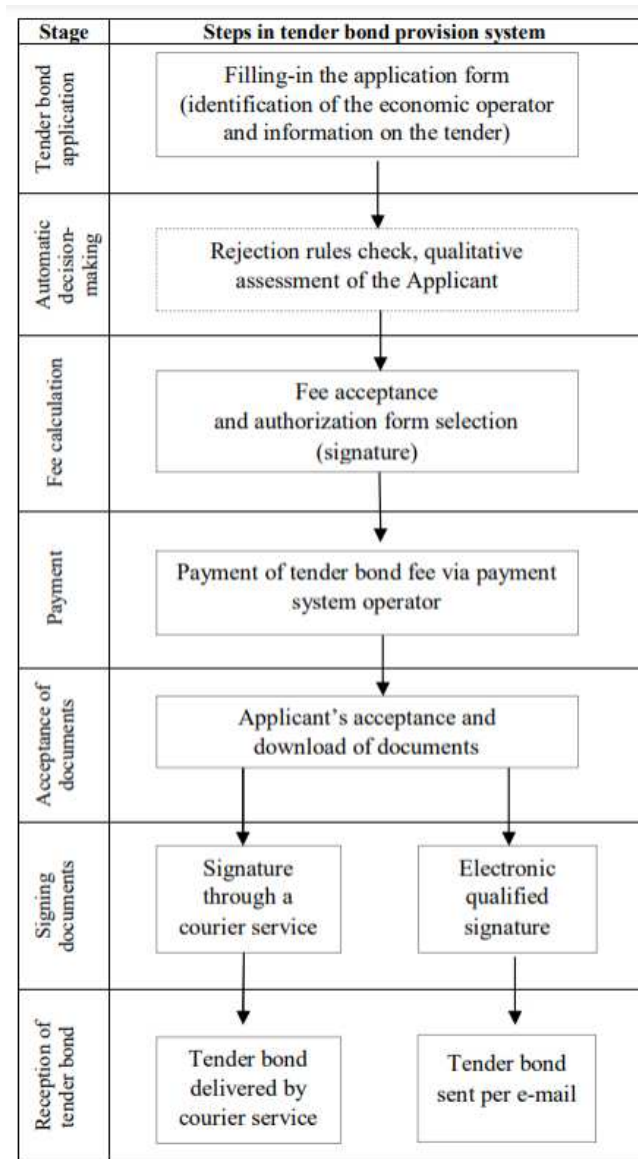 Stage
Steps in tender bond provision system
Tender bond
application
Filling-in the application form
(identification of the economic operator
and information on the tender)
Automatic
decision-
making
Rejection rules check, qualitative
assessment of the Applicant
Fee calculation
Fee acceptance
and authorization form selection
(signature)
Payment
Payment of tender bond fee via payment
system operator
Acceptance of
documents
Applicant’s acceptance and
download of documents
Signing
documents
Signature
through a
courier service
Electronic
qualified
signature
Reception of
tender bond
Tender bond
delivered by
courier service
Tender bond
sent per e-mail